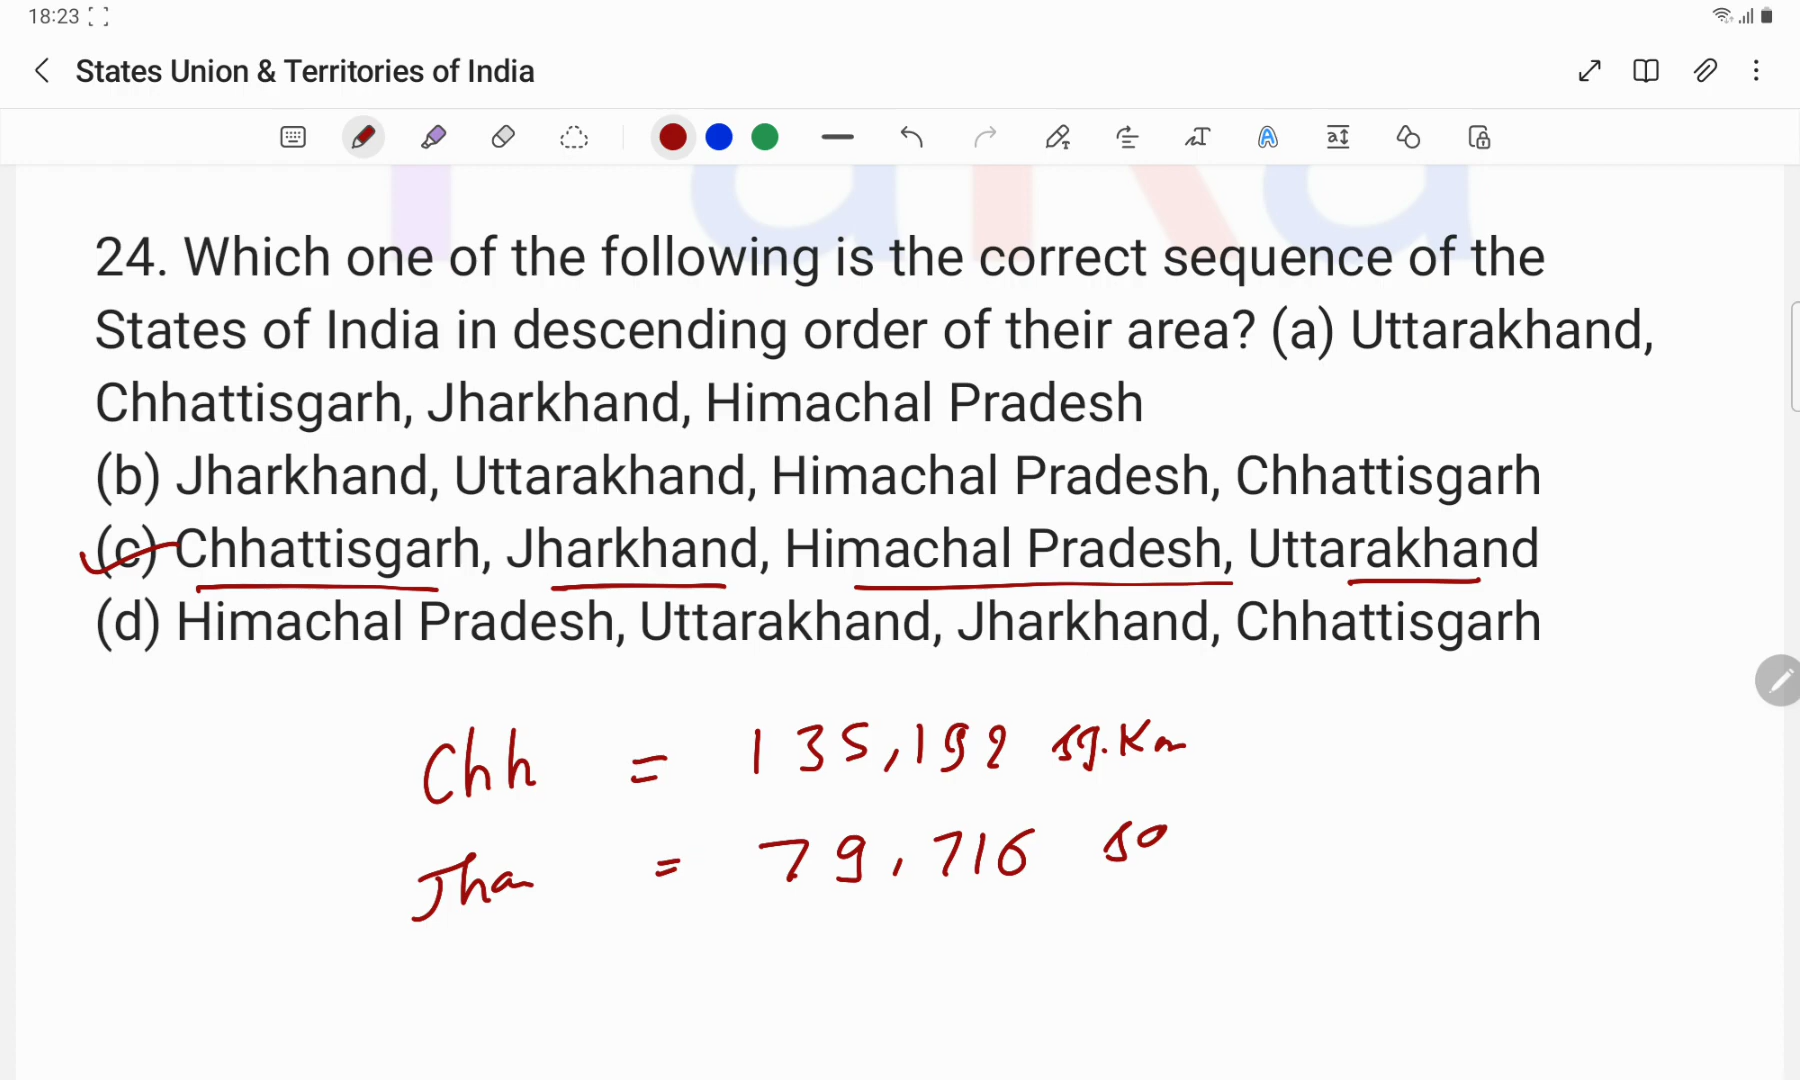 18:23
States Union & Territories of India
24. Which one of the following is the correct sequence of the
States of India in descending order of their area? (a) Uttarakhand,
Chhattisgarh, Jharkhand, Himachal Pradesh
(b) Jharkhand, Uttarakhand, Himachal Pradesh, Chhattisgarh
(c) Chhattisgarh, Jharkhand, Himachal Pradesh, Uttarakhand
(d) Himachal Pradesh, Uttarakhand, Jharkhand, Chhattisgarh
Chh = 135,192 sq.Km
Jha = 79,716